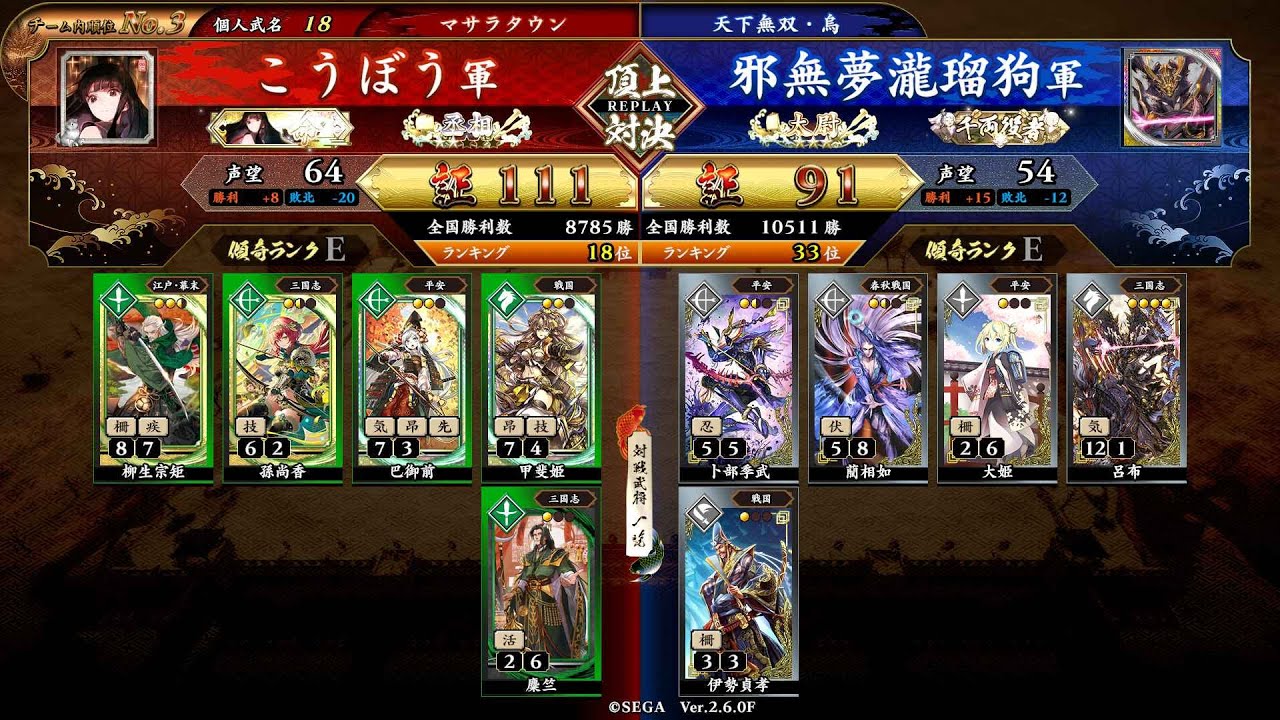 チーム内順位 No.3 個人武名 18 マサラタウン 天下無双・鳥
こうぼう軍 頂上 REPLAY 対決 邪無夢瀧瑠狗軍
丞相 大尉 千両役者
声望 64 証 111 証 91 声望 54
勝利 +8 敗北 -20 勝利 +15 敗北 -12
全国勝利数 8785勝 全国勝利数 10511勝
傾奇ランク E ランキング 18位 ランキング 33位 傾奇ランク E
江戸・幕末 三国志 平安 戦国 平安 春秋戦国 平安 三国志
柵 疾 技 気 昂 先 昂 技 忍 伏 柵 気
8 7 6 2 7 3 7 4 5 5 5 8 2 6 12 1
柳生宗矩 孫尚香 巴御前 甲斐姫 卜部季武 藺相如 大姫 呂布
対戦武将一覧
三国志 戦国
活 柵
2 6 3 3
麋竺 伊勢貞孝
©SEGA Ver.2.6.0F